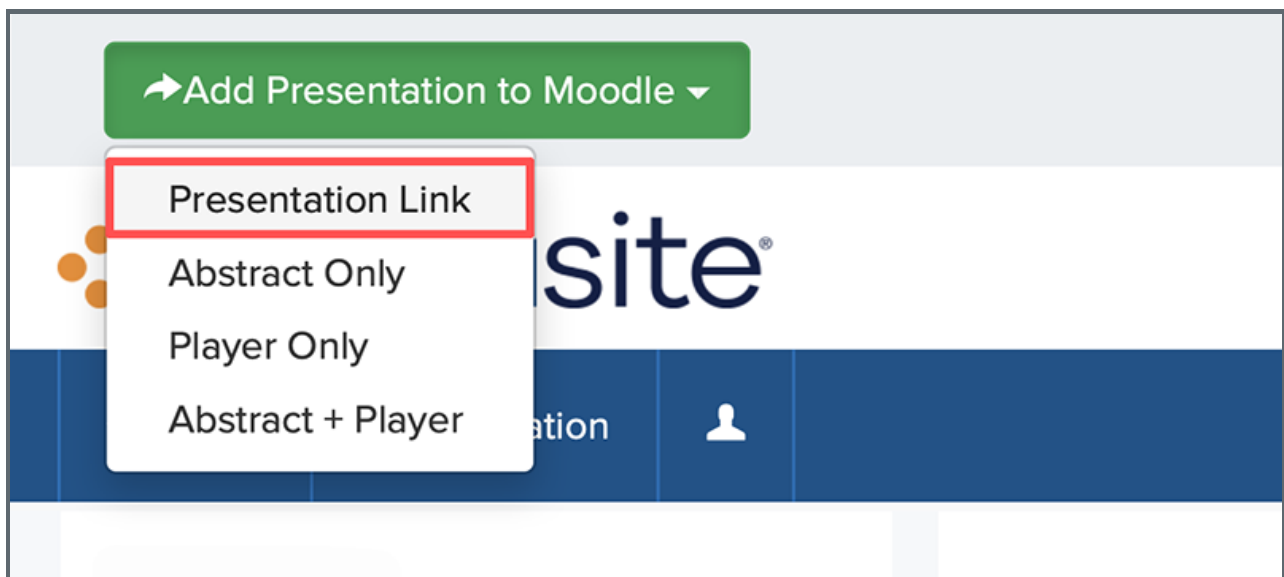 Add Presentation to Moodle
Presentation Link
Abstract Only
Player Only
Abstract + Player